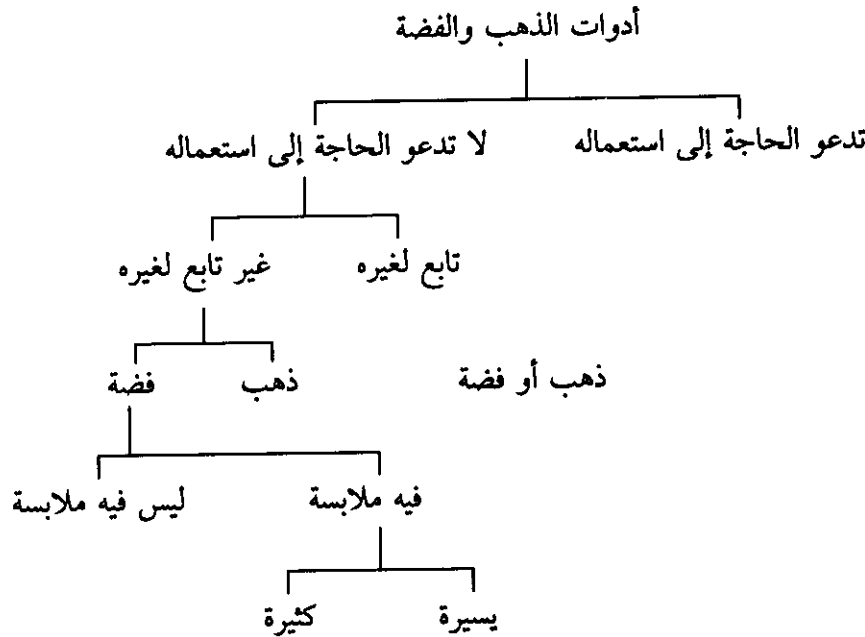 أدوات الذهب والفضة
تدعو الحاجة إلى استعماله لا تدعو الحاجة إلى استعماله
تابع لغيره غير تابع لغيره
ذهب أو فضة ذهب فضة
فيه ملابسة ليس فيه ملابسة
يسيرة كثيرة